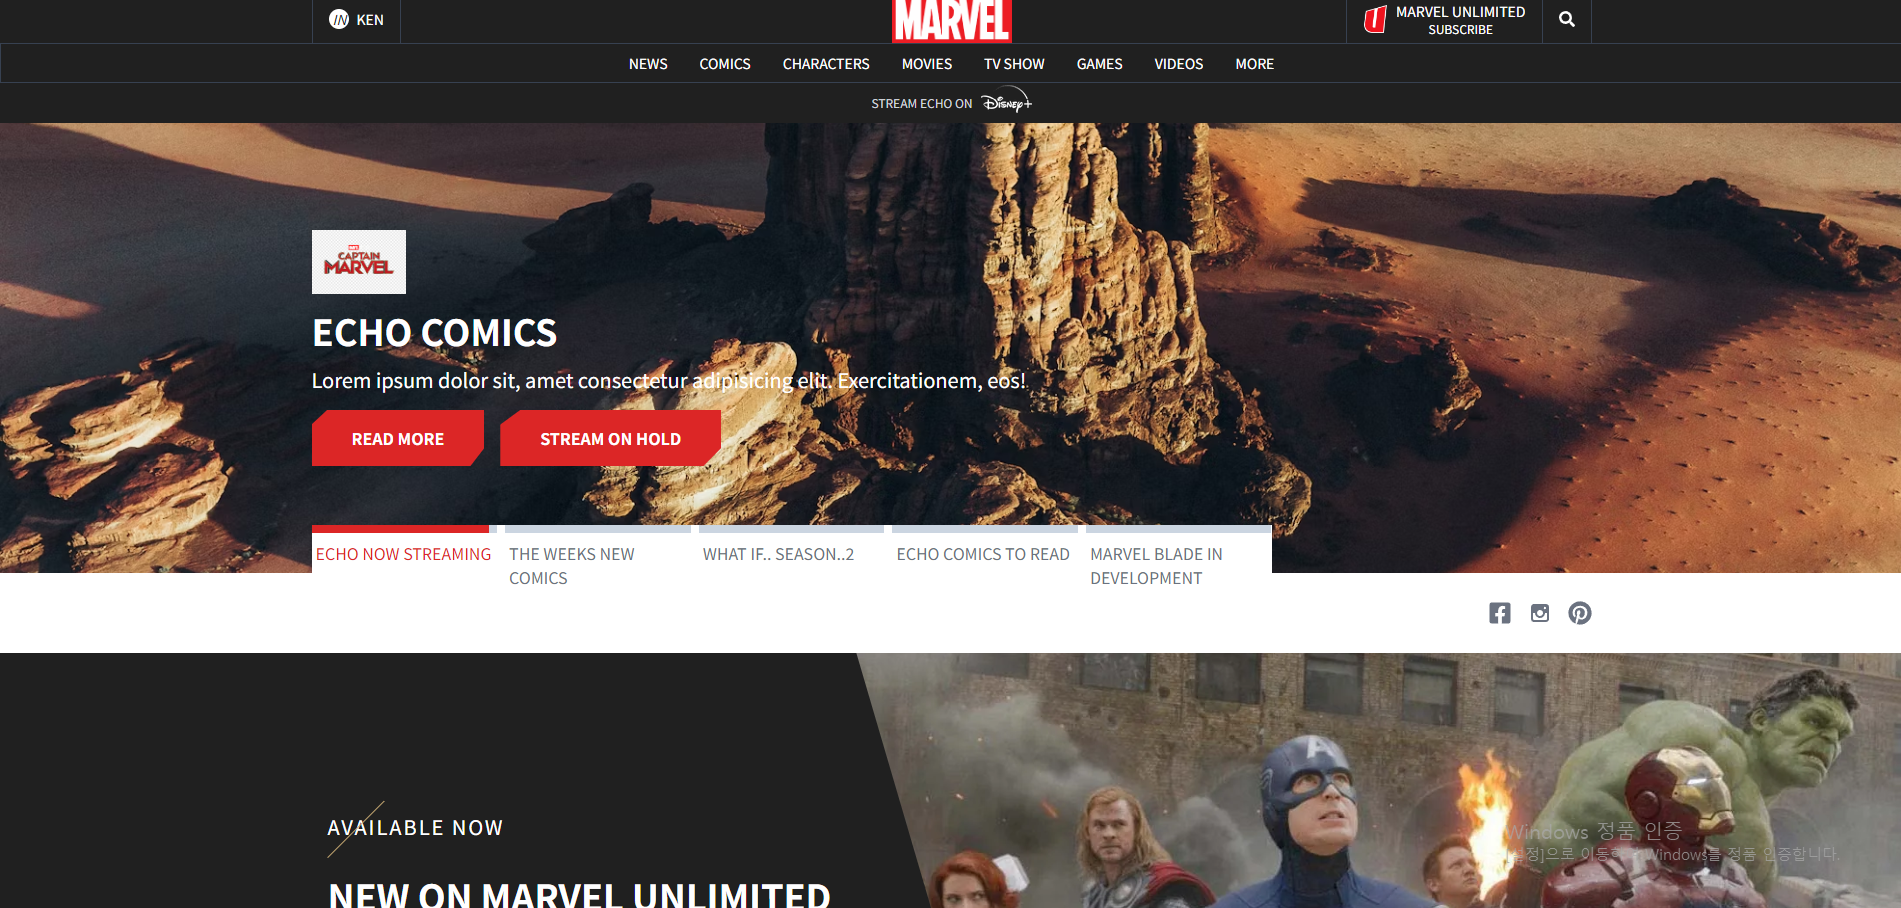 IN KEN
MARVEL
MARVEL UNLIMITED
SUBSCRIBE
NEWS COMICS CHARACTERS MOVIES TV SHOW GAMES VIDEOS MORE
STREAM ECHO ON Disney+
CAPTAIN
MARVEL
ECHO COMICS
Lorem ipsum dolor sit, amet consectetur adipisicing elit. Exercitationem, eos!
READ MORE STREAM ON HOLD
ECHO NOW STREAMING
THE WEEKS NEW
COMICS
WHAT IF.. SEASON..2
ECHO COMICS TO READ
MARVEL BLADE IN
DEVELOPMENT
AVAILABLE NOW
NEW ON MARVEL UNLIMITED
Windows 정품 인증
[설정]으로 이동하여 Windows를 정품 인증합니다.